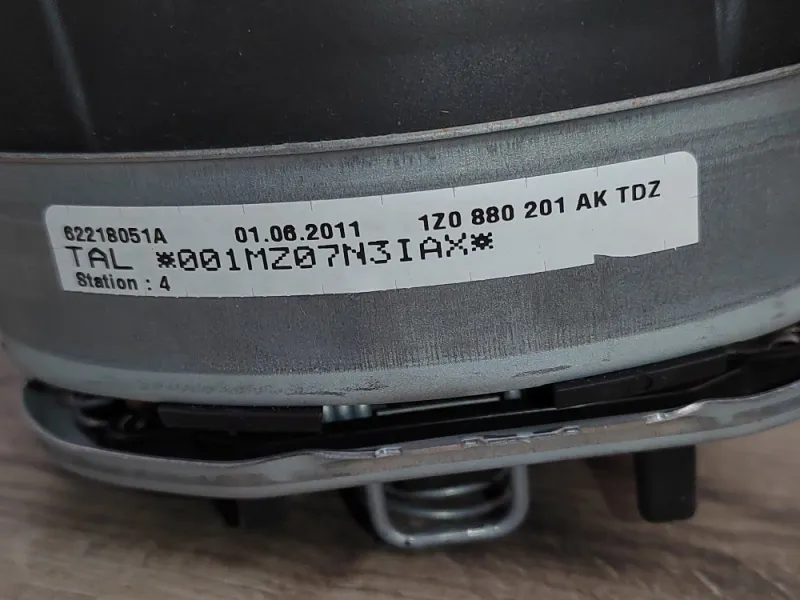 62218051A 01.06.2011 1Z0 880 201 AK TDZ
TAL *001MZ07N3IAX*
Station : 4